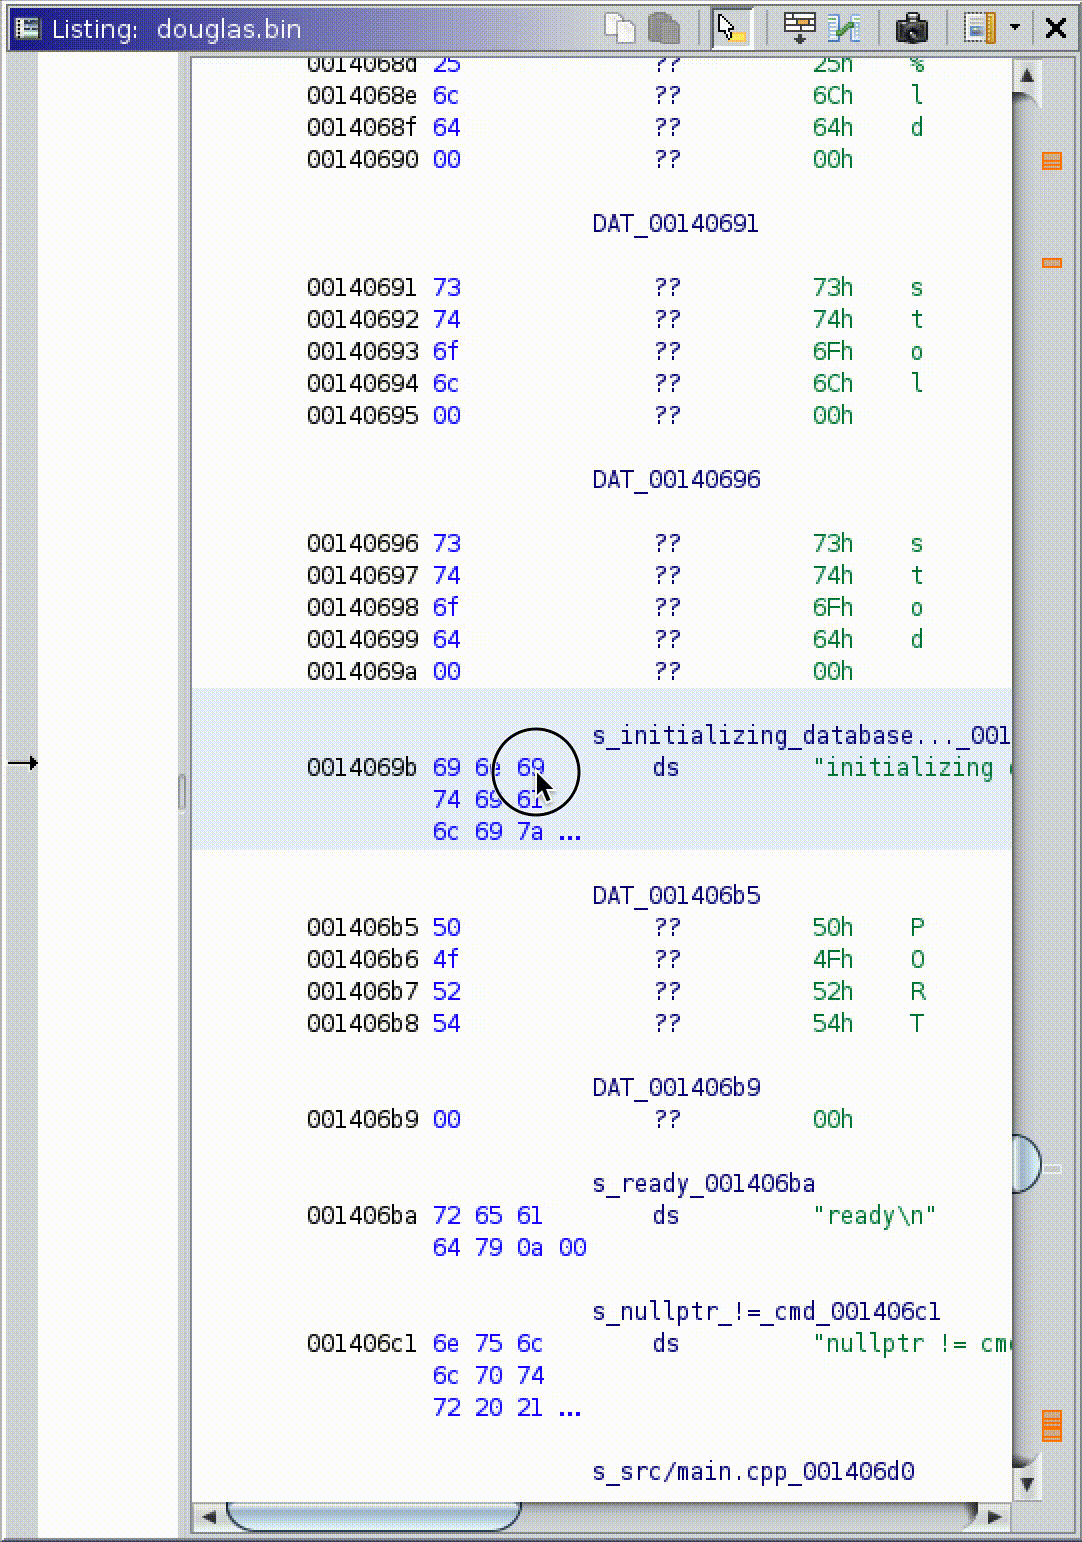 Listing: douglas.bin
0014068d 25 ?? 25h %
0014068e 6c ?? 6Ch l
0014068f 64 ?? 64h d
00140690 00 ?? 00h
DAT_00140691
00140691 73 ?? 73h s
00140692 74 ?? 74h t
00140693 6f ?? 6Fh o
00140694 6c ?? 6Ch l
00140695 00 ?? 00h
DAT_00140696
00140696 73 ?? 73h s
00140697 74 ?? 74h t
00140698 6f ?? 6Fh o
00140699 64 ?? 64h d
0014069a 00 ?? 00h
s_initializing_database..._001
0014069b 69 6e 69 ds "initializing
74 69 61
6c 69 7a ...
DAT_001406b5
001406b5 50 ?? 50h P
001406b6 4f ?? 4Fh O
001406b7 52 ?? 52h R
001406b8 54 ?? 54h T
DAT_001406b9
001406b9 00 ?? 00h
s_ready_001406ba
001406ba 72 65 61 ds "ready\n"
64 79 0a 00
s_nullptr_!=_cmd_001406c1
001406c1 6e 75 6c ds "nullptr != cm
6c 70 74
72 20 21 ...
s_src/main.cpp_001406d0